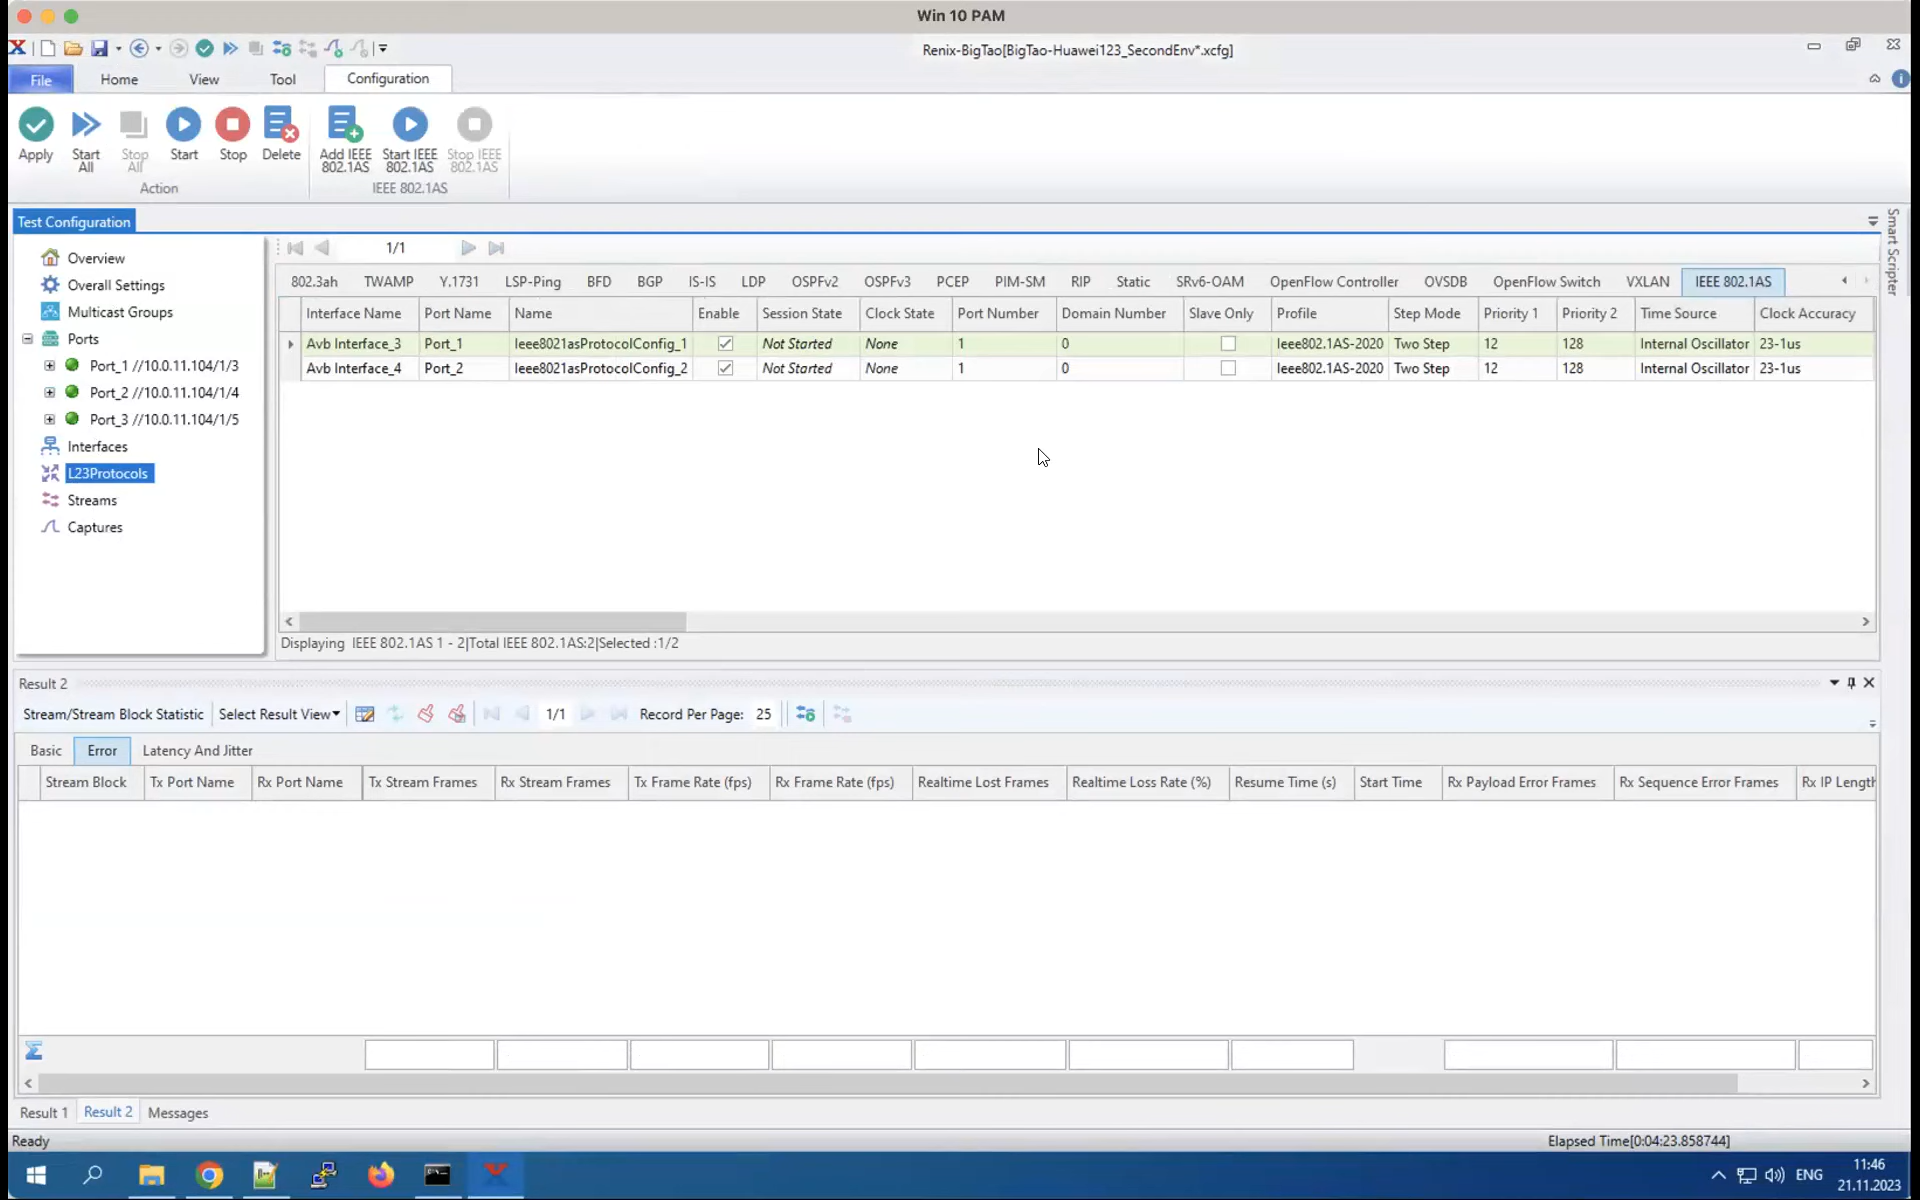 Win 10 PAM
Renix-BigTao[BigTao-Huawei123_SecondEnv*.xcfg]
File Home View Tool Configuration
Apply Start All Stop All Start Stop Delete Add IEEE 802.1AS Start IEEE 802.1AS Stop IEEE 802.1AS
Action IEEE 802.1AS
Test Configuration
Smart Scripter
Overview
Overall Settings
Multicast Groups
Ports
Port_1 //10.0.11.104/1/3
Port_2 //10.0.11.104/1/4
Port_3 //10.0.11.104/1/5
Interfaces
L23Protocols
Streams
Captures
1/1
802.3ah TWAMP Y.1731 LSP-Ping BFD BGP IS-IS LDP OSPFv2 OSPFv3 PCEP PIM-SM RIP Static SRv6-OAM OpenFlow Controller OVSDB OpenFlow Switch VXLAN IEEE 802.1AS
Interface Name Port Name Name Enable Session State Clock State Port Number Domain Number Slave Only Profile Step Mode Priority 1 Priority 2 Time Source Clock Accuracy
Avb Interface_3 Port_1 Ieee8021asProtocolConfig_1 Not Started None 1 0 Ieee802.1AS-2020 Two Step 12 128 Internal Oscillator 23-1us
Avb Interface_4 Port_2 Ieee8021asProtocolConfig_2 Not Started None 1 0 Ieee802.1AS-2020 Two Step 12 128 Internal Oscillator 23-1us
Displaying IEEE 802.1AS 1 - 2|Total IEEE 802.1AS:2|Selected :1/2
Result 2
Stream/Stream Block Statistic Select Result View 1/1 Record Per Page: 25
Basic Error Latency And Jitter
Stream Block Tx Port Name Rx Port Name Tx Stream Frames Rx Stream Frames Tx Frame Rate (fps) Rx Frame Rate (fps) Realtime Lost Frames Realtime Loss Rate (%) Resume Time (s) Start Time Rx Payload Error Frames Rx Sequence Error Frames Rx IP Length
Result 1 Result 2 Messages
Ready Elapsed Time[0:04:23.858744]
ENG 11:46
21.11.2023